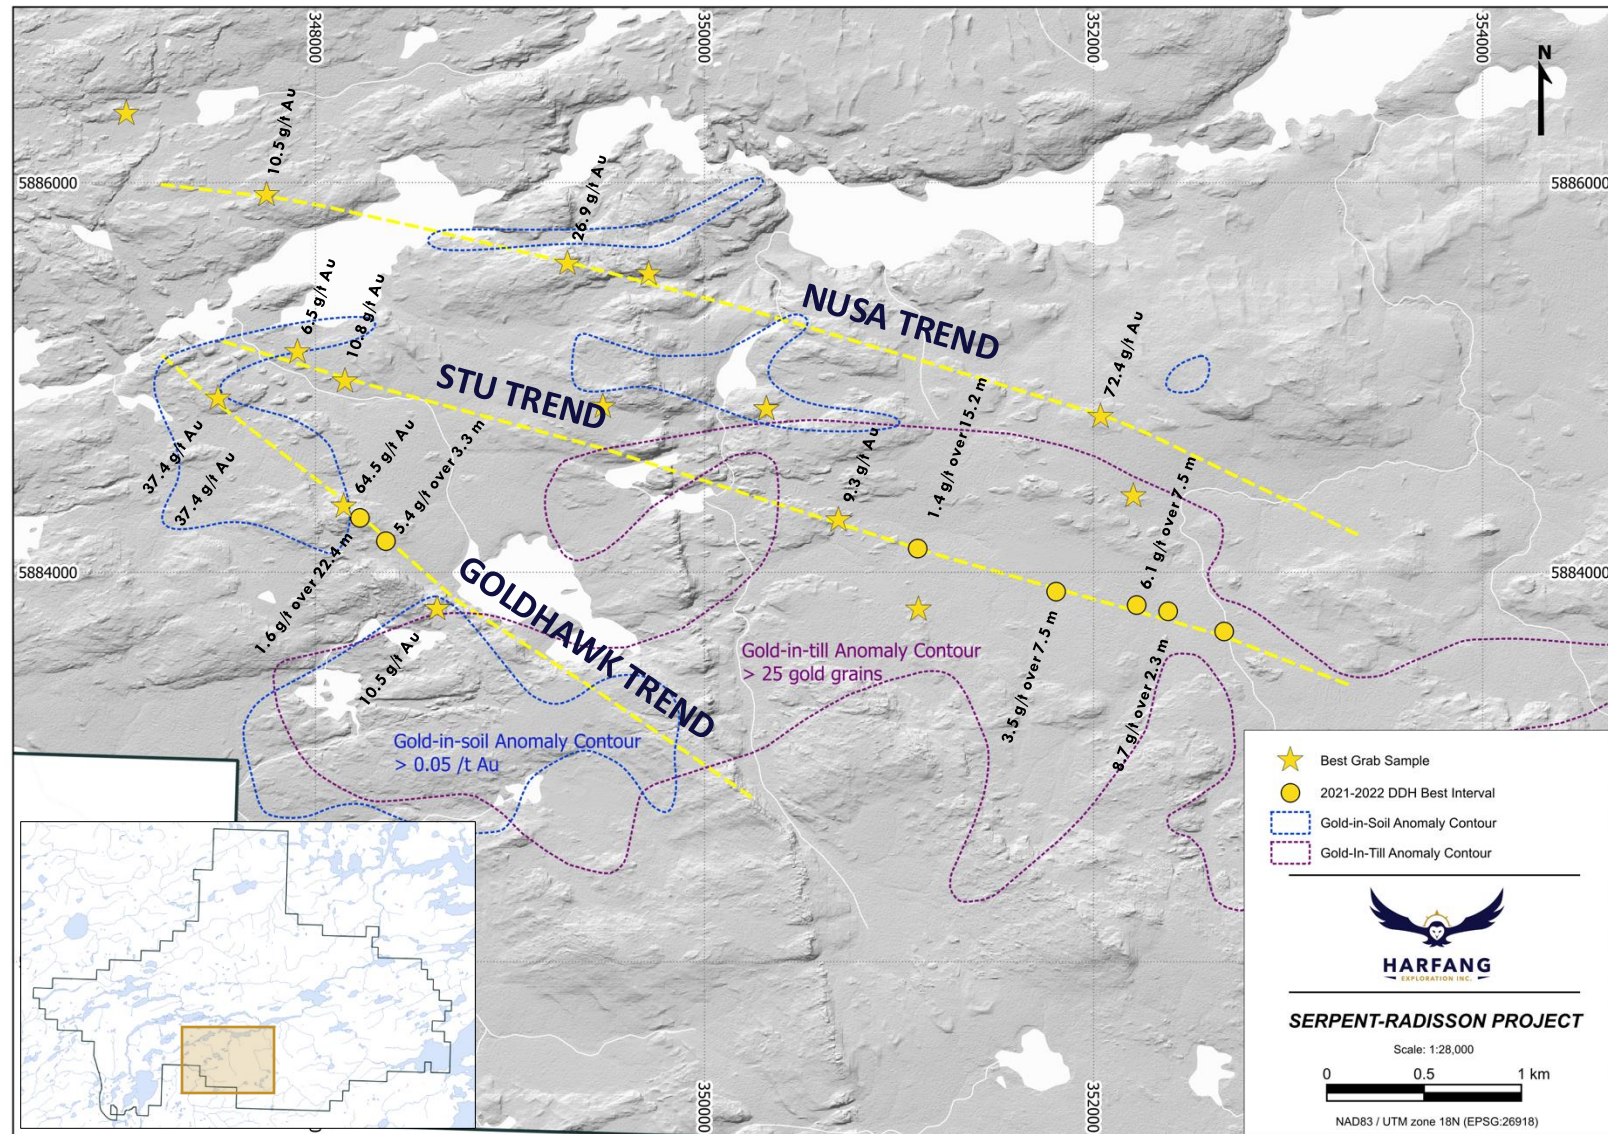 348000
350000
352000
354000
N
10.5 g/t Au
5886000
5886000
26.9 g/t Au
6.5 g/t Au
10.8 g/t Au
NUSA TREND
72.4 g/t Au
STU TREND
1.4 g/t over 15.2 m
37.4 g/t Au
37.4 g/t Au
64.5 g/t Au
5.4 g/t over 3.3 m
9.3 g/t Au
6.1 g/t over 7.5 m
5884000
5884000
1.6 g/t over 22.4 m
GOLDHAWK TREND
10.5 g/t Au
Gold-in-till Anomaly Contour
> 25 gold grains
3.5 g/t over 7.5 m
8.7 g/t over 2.3 m
Gold-in-soil Anomaly Contour
> 0.05 /t Au
Best Grab Sample
2021-2022 DDH Best Interval
Gold-in-Soil Anomaly Contour
Gold-In-Till Anomaly Contour
HARFANG
EXPLORATION INC.
SERPENT-RADISSON PROJECT
Scale: 1:28,000
0 0.5 1 km
NAD83 / UTM zone 18N (EPSG:26918)
350000
352000